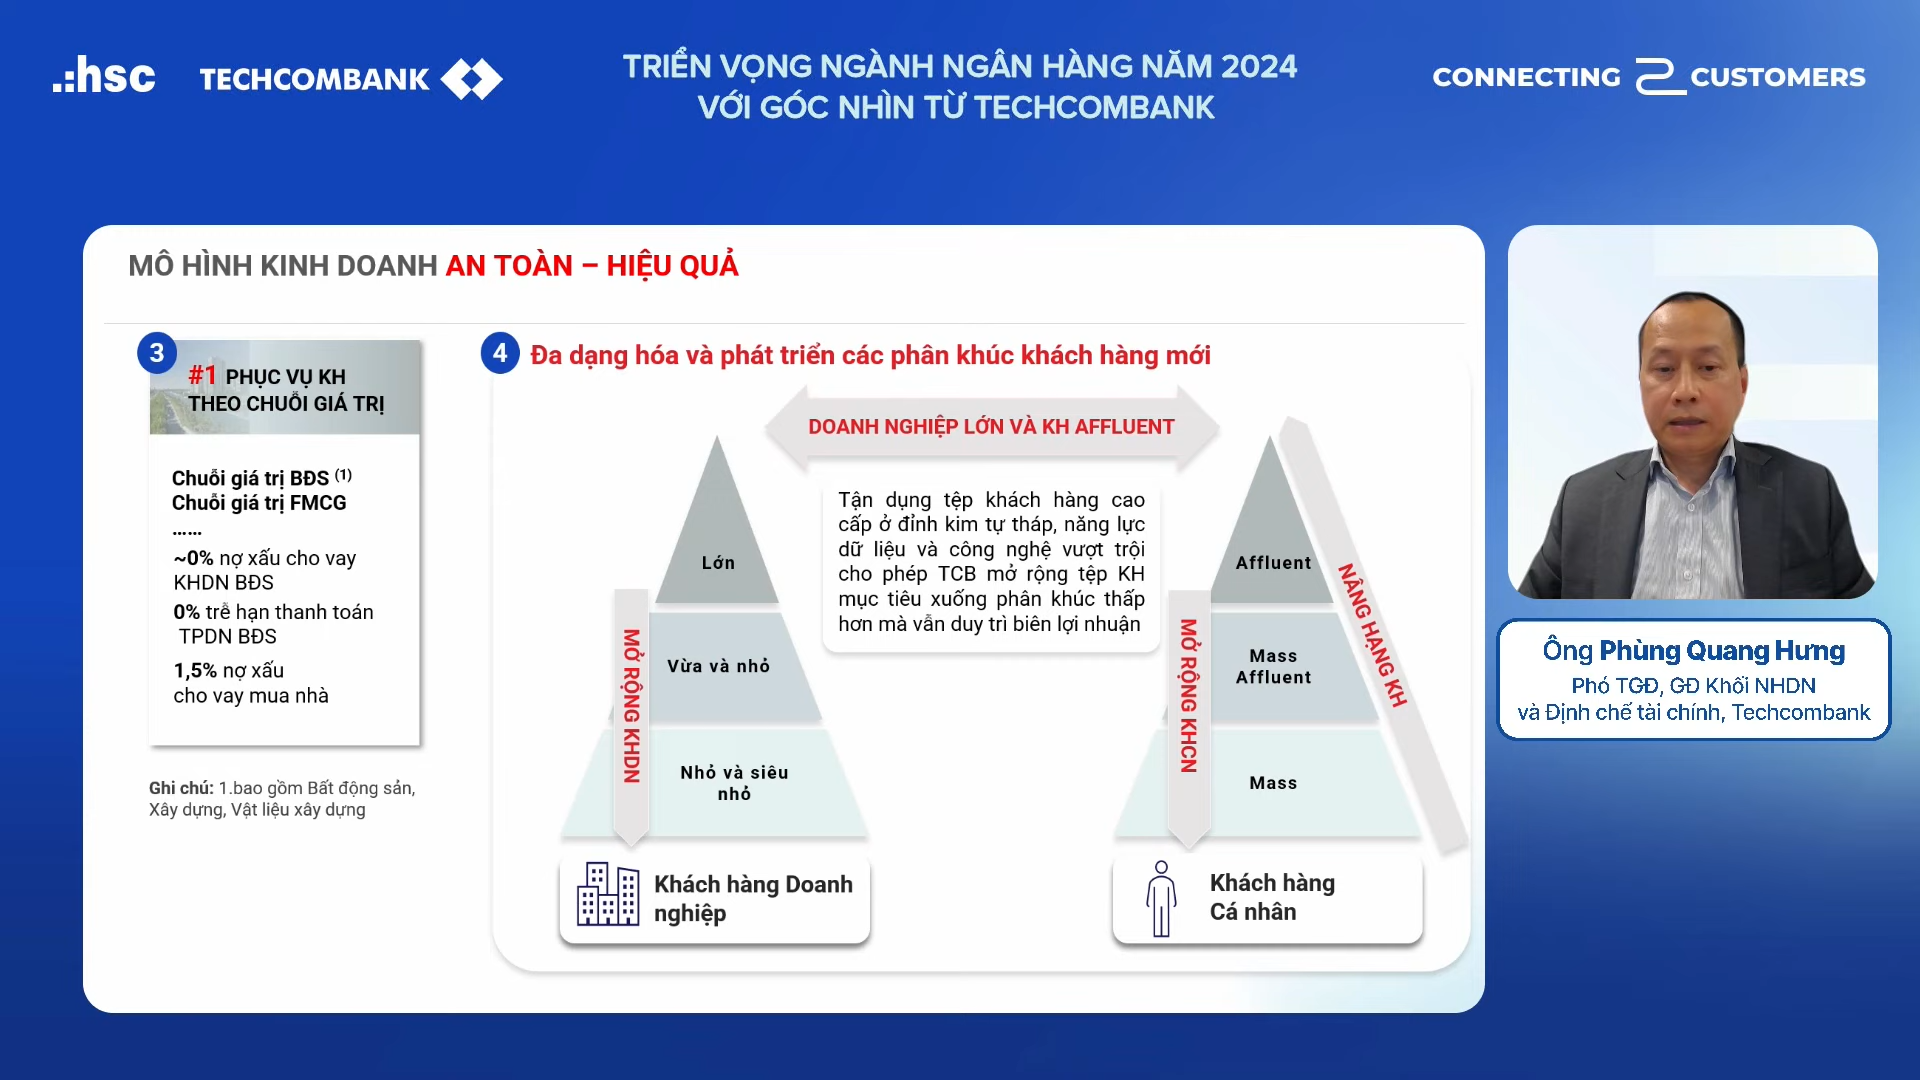 .:hsc
TECHCOMBANK
TRIỂN VỌNG NGÀNH NGÂN HÀNG NĂM 2024
VỚI GÓC NHÌN TỪ TECHCOMBANK
CONNECTING CUSTOMERS
MÔ HÌNH KINH DOANH AN TOÀN – HIỆU QUẢ
3
#1 PHỤC VỤ KH
THEO CHUỖI GIÁ TRỊ
Chuỗi giá trị BĐS (1)
Chuỗi giá trị FMCG
......
~0% nợ xấu cho vay
KHDN BĐS
0% trễ hạn thanh toán
TPDN BĐS
1,5% nợ xấu
cho vay mua nhà
Ghi chú: 1.bao gồm Bất động sản,
Xây dựng, Vật liệu xây dựng
4
Đa dạng hóa và phát triển các phân khúc khách hàng mới
DOANH NGHIỆP LỚN VÀ KH AFFLUENT
Tận dụng tệp khách hàng cao
cấp ở đỉnh kim tự tháp, năng lực
dữ liệu và công nghệ vượt trội
cho phép TCB mở rộng tệp KH
mục tiêu xuống phân khúc thấp
hơn mà vẫn duy trì biên lợi nhuận
Lớn
Vừa và nhỏ
Nhỏ và siêu
nhỏ
MỞ RỘNG KHDN
Khách hàng Doanh
nghiệp
Affluent
Mass
Affluent
Mass
MỞ RỘNG KHCN
NÂNG HẠNG KH
Khách hàng
Cá nhân
Ông Phùng Quang Hưng
Phó TGĐ, GĐ Khối NHDN
và Định chế tài chính, Techcombank